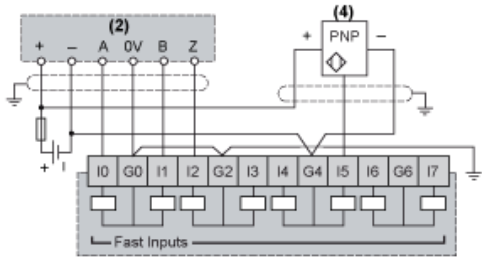 (2)
+ – A 0V B Z
(4)
+ PNP –
+ –
I0 G0 I1 I2 G2 I3 I4 G4 I5 I6 G6 I7
Fast Inputs